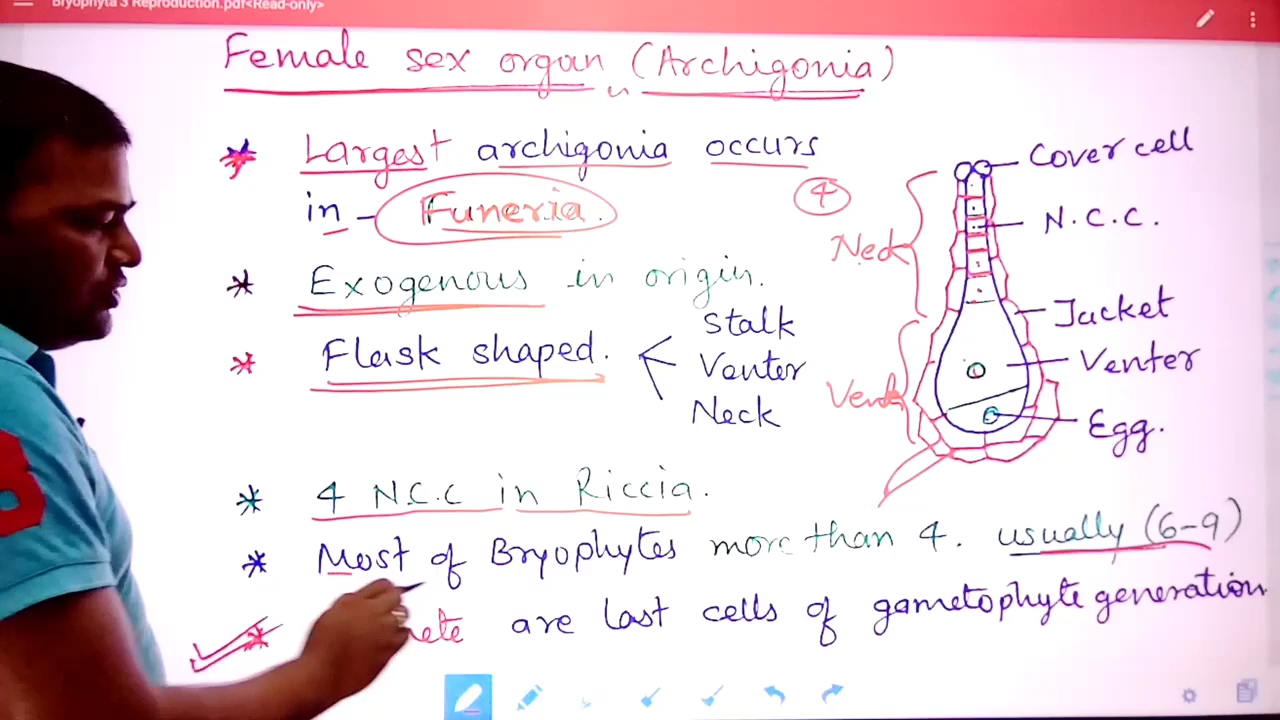 Bryophyta 3 Reproduction.pdf<Read-only>
Female sex organ (Archigonia)
* Largest archigonia occurs
in - Funeria.
* Exogenous in origin.
* Flask shaped.
Stalk
Venter
Neck
* 4 N.C.C in Riccia.
* Most of Bryophytes more than 4. usually (6-9)
* are last cells of gametophyte generation
4
Neck
Cover cell
N.C.C.
Jacket
Venter
Egg.